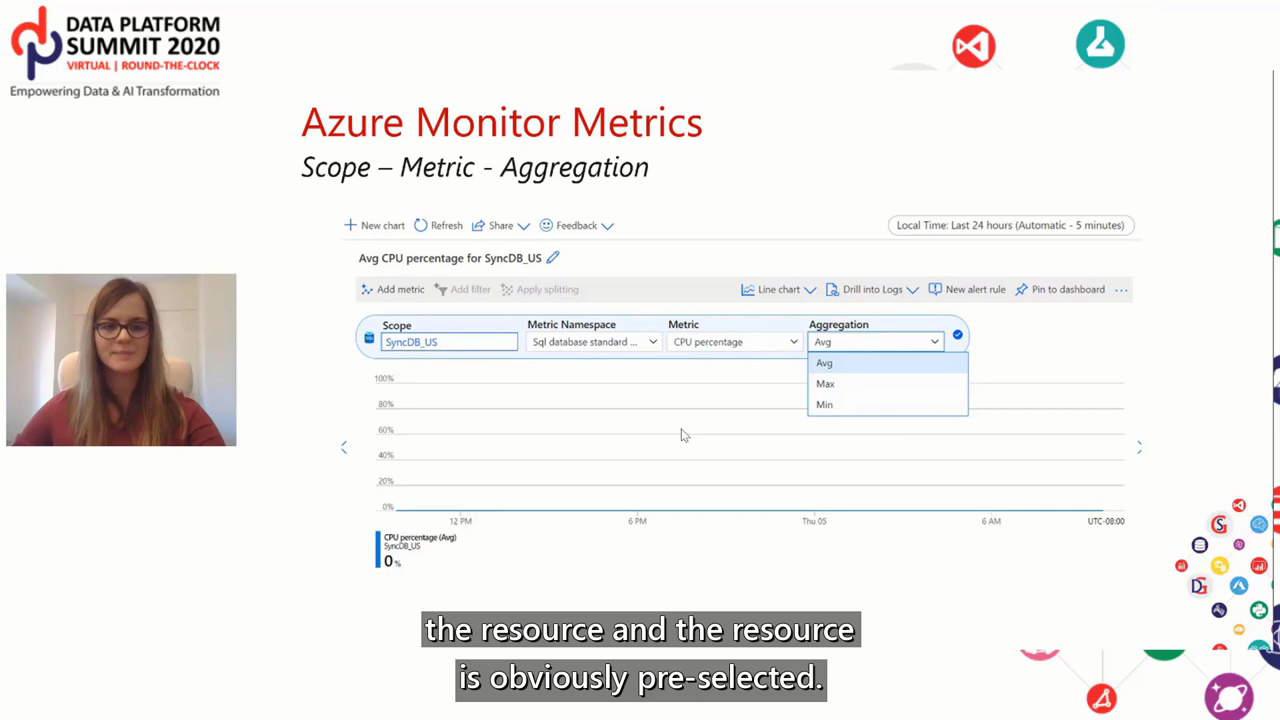 DATA PLATFORM
SUMMIT 2020
VIRTUAL | ROUND-THE-CLOCK
Empowering Data & AI Transformation
Azure Monitor Metrics
Scope – Metric - Aggregation
New chart Refresh Share Feedback
Local Time: Last 24 hours (Automatic - 5 minutes)
Avg CPU percentage for SyncDB_US
Add metric Add filter Apply splitting Line chart Drill into Logs New alert rule Pin to dashboard ...
Scope Metric Namespace Metric Aggregation
SyncDB_US Sql database standard ... CPU percentage Avg
Avg
Max
Min
100%
80%
60%
40%
20%
0%
12 PM 6 PM Thu 05 6 AM UTC-08:00
CPU percentage (Avg)
SyncDB_US
0 %
the resource and the resource
is obviously pre-selected.